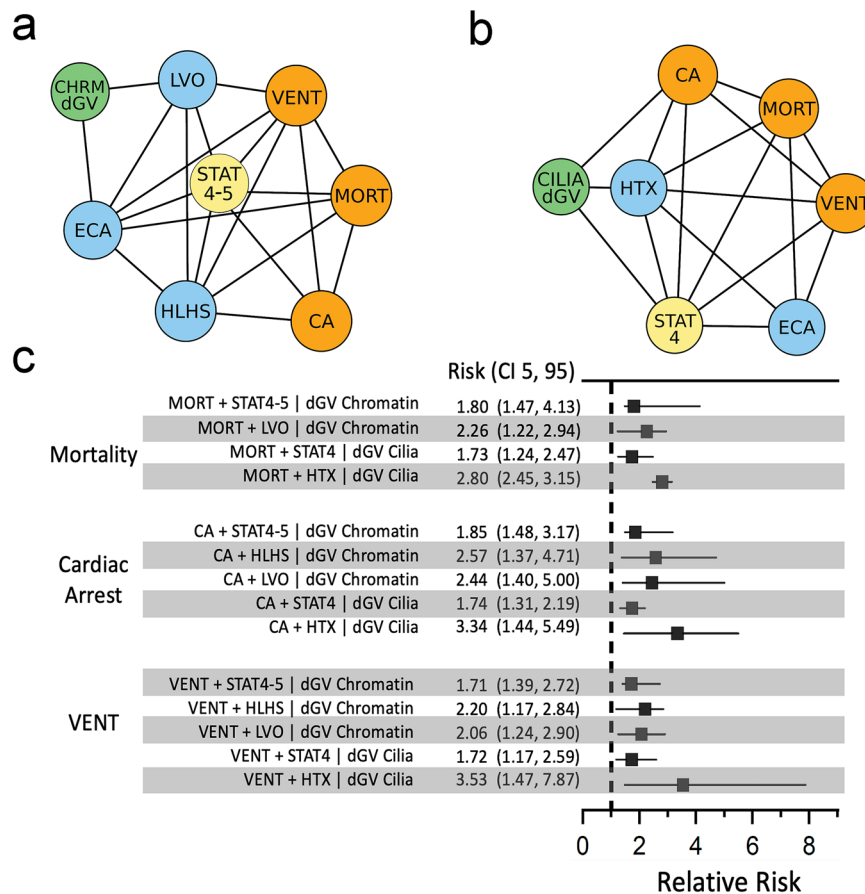 a
CHRM
dGV
LVO
VENT
STAT
4-5
MORT
ECA
HLHS
CA
b
CA
MORT
CILIA
dGV
HTX
VENT
STAT
4
ECA
c
Risk (CI 5, 95)
Mortality
MORT + STAT4-5 | dGV Chromatin 1.80 (1.47, 4.13)
MORT + LVO | dGV Chromatin 2.26 (1.22, 2.94)
MORT + STAT4 | dGV Cilia 1.73 (1.24, 2.47)
MORT + HTX | dGV Cilia 2.80 (2.45, 3.15)
Cardiac
Arrest
CA + STAT4-5 | dGV Chromatin 1.85 (1.48, 3.17)
CA + HLHS | dGV Chromatin 2.57 (1.37, 4.71)
CA + LVO | dGV Chromatin 2.44 (1.40, 5.00)
CA + STAT4 | dGV Cilia 1.74 (1.31, 2.19)
CA + HTX | dGV Cilia 3.34 (1.44, 5.49)
VENT
VENT + STAT4-5 | dGV Chromatin 1.71 (1.39, 2.72)
VENT + HLHS | dGV Chromatin 2.20 (1.17, 2.84)
VENT + LVO | dGV Chromatin 2.06 (1.24, 2.90)
VENT + STAT4 | dGV Cilia 1.72 (1.17, 2.59)
VENT + HTX | dGV Cilia 3.53 (1.47, 7.87)
0 2 4 6 8
Relative Risk